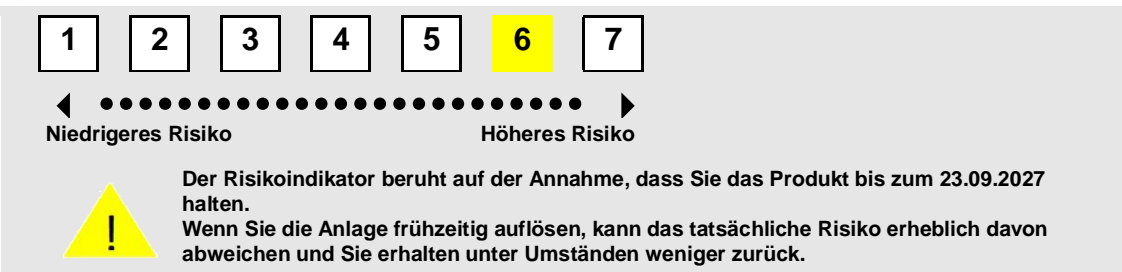 1 2 3 4 5 6 7
Niedrigeres Risiko Höheres Risiko
!
Der Risikoindikator beruht auf der Annahme, dass Sie das Produkt bis zum 23.09.2027
halten.
Wenn Sie die Anlage frühzeitig auflösen, kann das tatsächliche Risiko erheblich davon
abweichen und Sie erhalten unter Umständen weniger zurück.